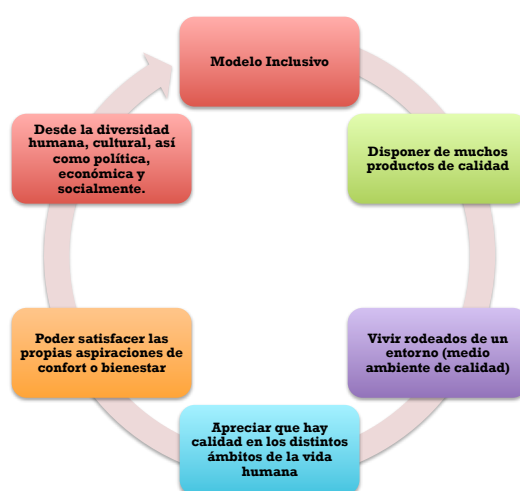 Modelo Inclusivo
Disponer de muchos
productos de calidad
Vivir rodeados de un
entorno (medio
ambiente de calidad)
Apreciar que hay
calidad en los distintos
ámbitos de la vida
humana
Poder satisfacer las
propias aspiraciones de
confort o bienestar
Desde la diversidad
humana, cultural, así
como política,
económica y
socialmente.